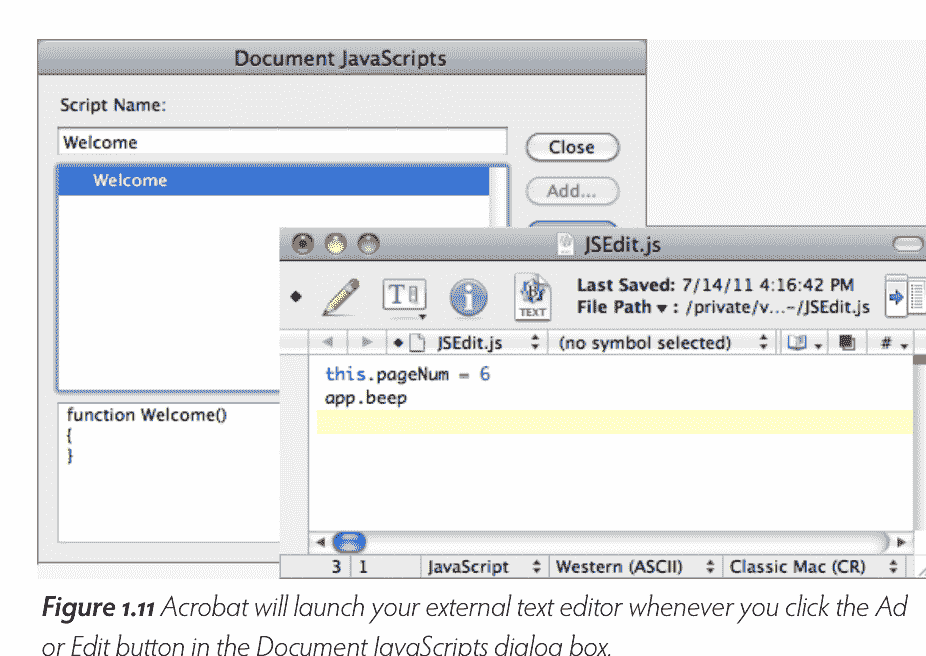 Document JavaScripts
Script Name:
Welcome
Close
Welcome
Add...
JSEdit.js
T
TEXT
Last Saved: 7/14/11 4:16:42 PM
File Path : /private/v...~/JSEdit.js
JSEdit.js
(no symbol selected)
#
this.pageNum = 6
app.beep
function Welcome()
{
}
3 1
JavaScript
Western (ASCII)
Classic Mac (CR)
Figure 1.11 Acrobat will launch your external text editor whenever you click the Ad
or Edit button in the Document JavaScripts dialog box.